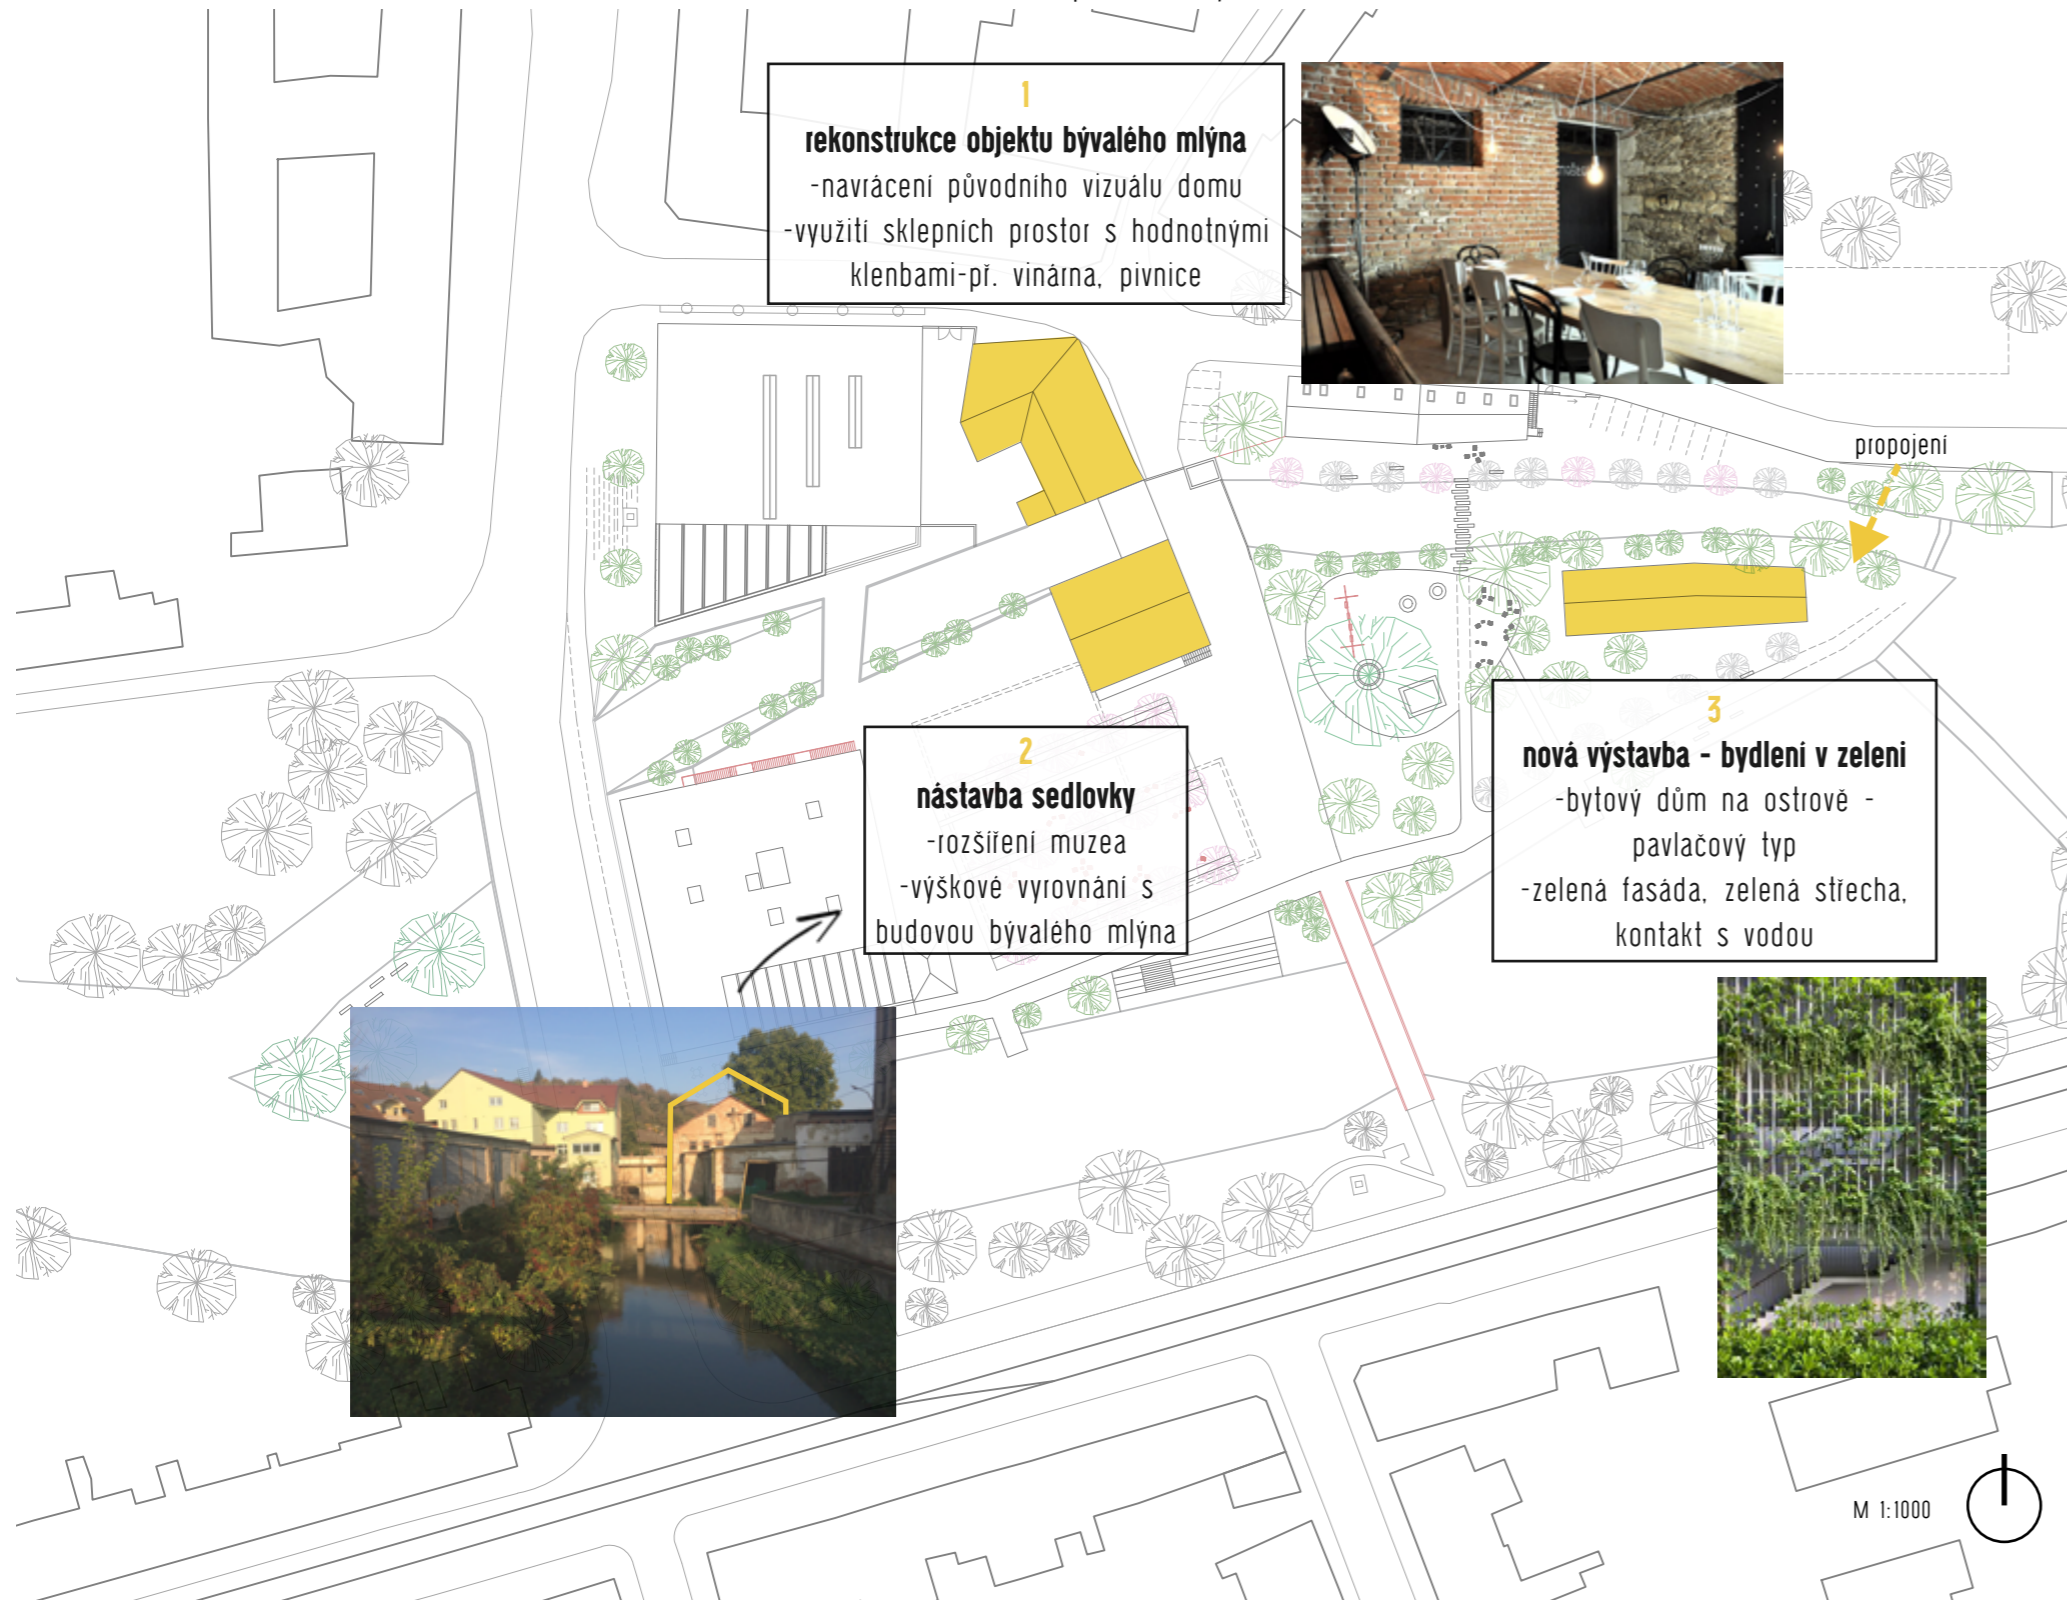 1
rekonstrukce objektu bývalého mlýna
-navrácení původního vizuálu domu
-využití sklepních prostor s hodnotnými
klenbami-př. vinárna, pivnice
propojení
2
nástavba sedlovky
-rozšíření muzea
-výškové vyrovnání s
budovou bývalého mlýna
3
nová výstavba - bydlení v zeleni
-bytový dům na ostrově -
pavlačový typ
-zelená fasáda, zelená střecha,
kontakt s vodou
M 1:1000